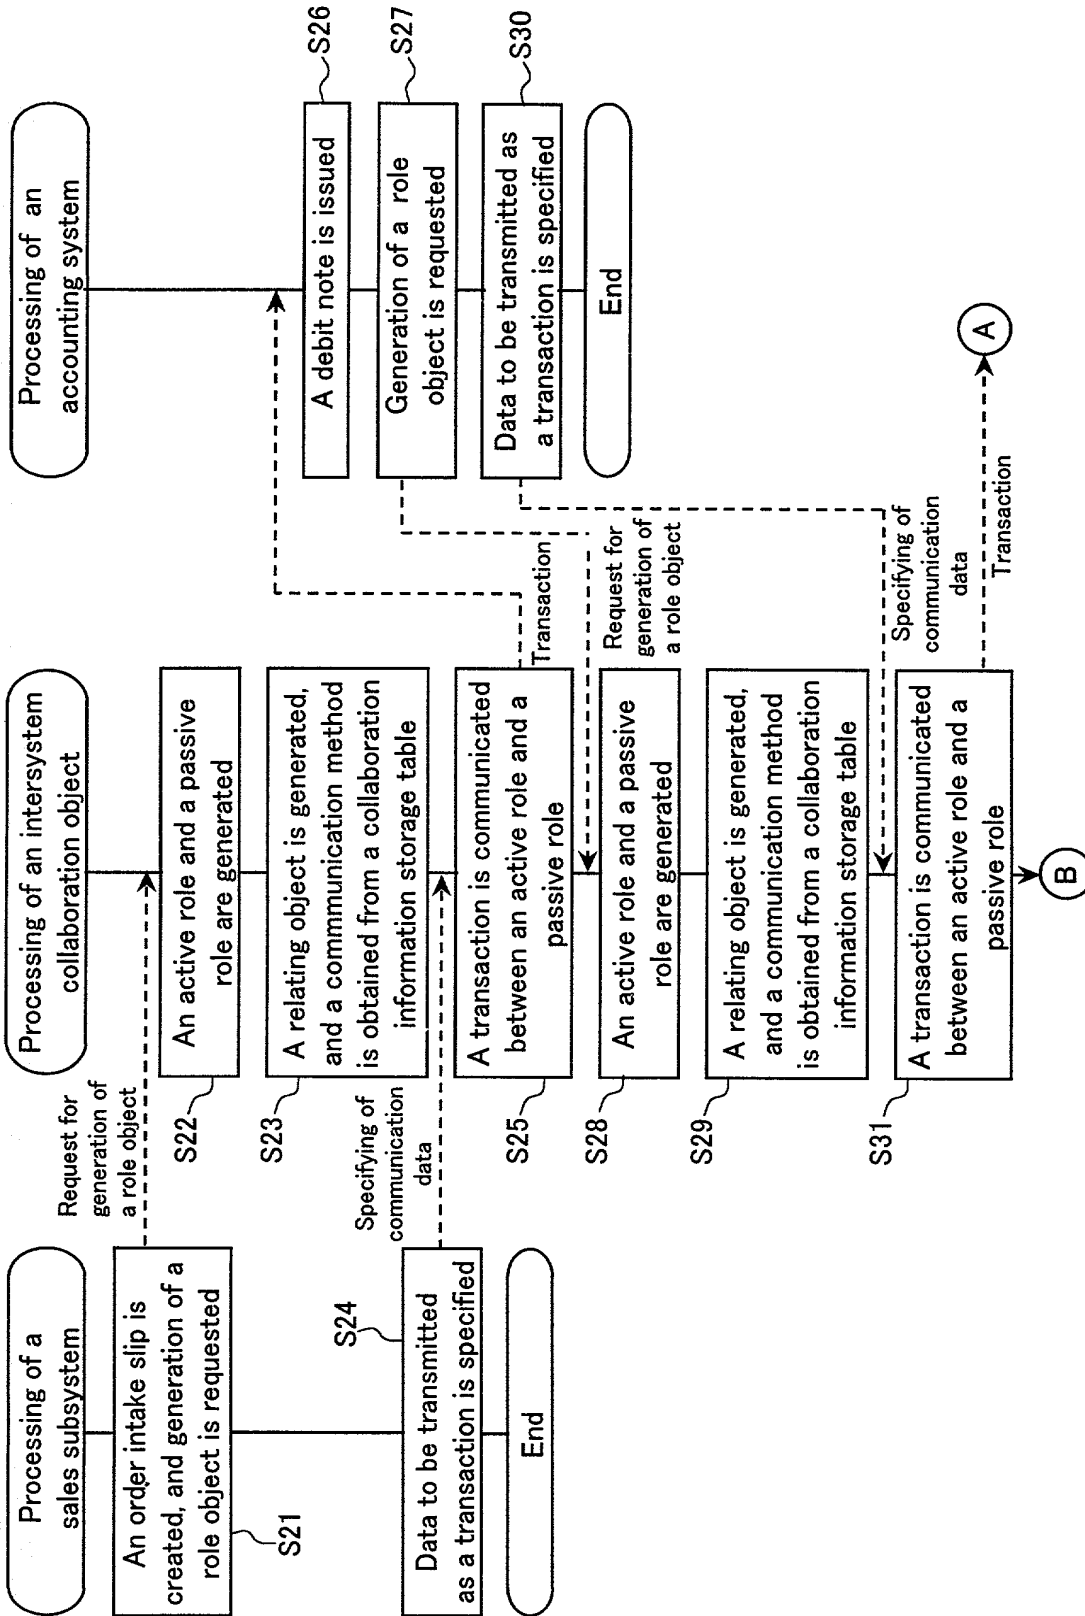 Processing of a
sales subsystem
An order intake slip is
created, and generation of a
role object is requested
S21
S24
Data to be transmitted
as a transaction is specified
End
Request for
generation of
a role object
Specifying of
communication
data
Processing of an intersystem
collaboration object
S22
An active role and a passive
role are generated
S23
A relating object is generated,
and a communication method
is obtained from a collaboration
information storage table
S25
A transaction is communicated
between an active role and a
passive role
S28
An active role and a passive
role are generated
S29
A relating object is generated,
and a communication method
is obtained from a collaboration
information storage table
S31
A transaction is communicated
between an active role and a
passive role
B
Transaction
Request for
generation of
a role object
Specifying of
communication
data
Transaction
A
Processing of an
accounting system
A debit note is issued
S26
Generation of a role
object is requested
S27
Data to be transmitted as
a transaction is specified
S30
End